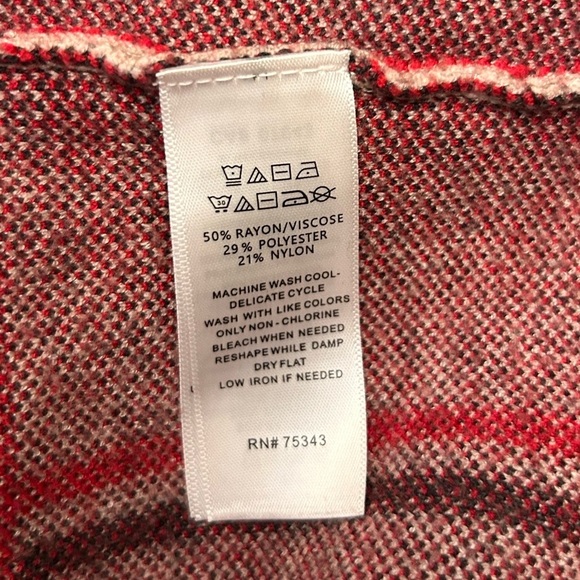 30
50% RAYON/VISCOSE
29% POLYESTER
21% NYLON
MACHINE WASH COOL-
DELICATE CYCLE
WASH WITH LIKE COLORS
ONLY NON-CHLORINE
BLEACH WHEN NEEDED
RESHAPE WHILE DAMP
DRY FLAT
LOW IRON IF NEEDED
RN# 75343